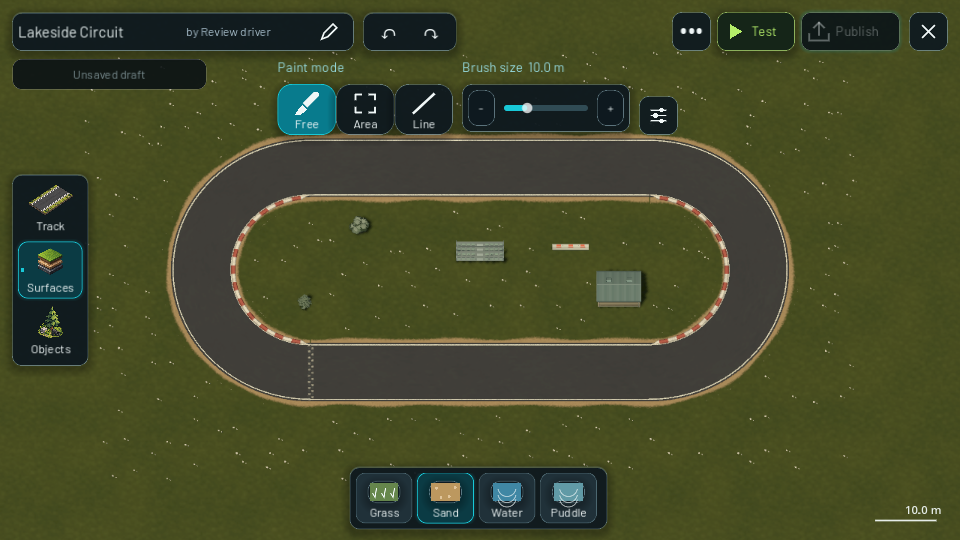 Lakeside Circuit
by Review driver
Test
Publish
Unsaved draft
Paint mode
Brush size 10.0 m
Free
Area
Line
-
+
Track
Surfaces
Objects
Grass
Sand
Water
Puddle
10.0 m